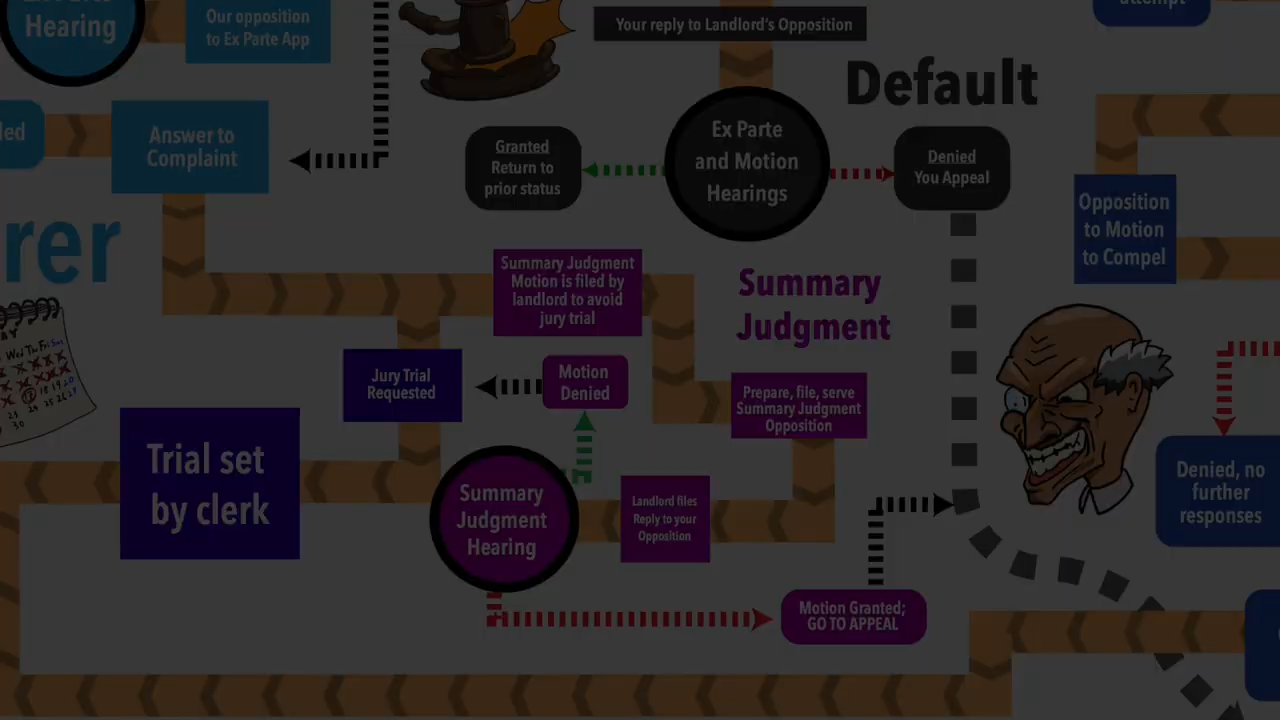 Hearing
Our opposition
to Ex Parte App
Your reply to Landlord's Opposition
attempt
Default
Answer to
Complaint
Granted
Return to
prior status
Ex Parte
and Motion
Hearings
Denied
You Appeal
Opposition
to Motion
to Compel
rer
Summary Judgment
Motion is filed by
landlord to avoid
jury trial
Summary
Judgment
Wed Thu Fri
Jury Trial
Requested
Motion
Denied
Prepare, file, serve
Summary Judgment
Opposition
Trial set
by clerk
Summary
Judgment
Hearing
Landlord files
Reply to your
Opposition
Denied, no
further
responses
Motion Granted;
GO TO APPEAL